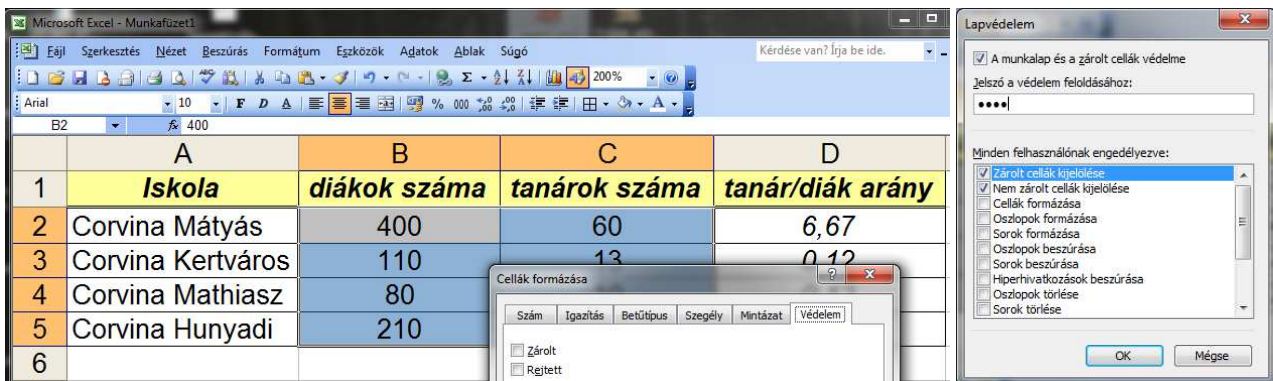 Microsoft Excel - Munkafüzet1
Fájl Szerkesztés Nézet Beszúrás Formátum Eszközök Adatok Ablak Súgó Kérdése van? Írja be ide.
200%
Arial 10 F D A % 000
B2 fx 400
A B C D
1 Iskola diákok száma tanárok száma tanár/diák arány
2 Corvina Mátyás 400 60 6,67
3 Corvina Kertváros 110 13 0,12
4 Corvina Mathiasz 80
5 Corvina Hunyadi 210
6
Cellák formázása
Szám Igazítás Betűtípus Szegély Mintázat Védelem
Zárolt
Rejtett
Lapvédelem
A munkalap és a zárolt cellák védelme
Jelszó a védelem feloldásához:
••••
Minden felhasználónak engedélyezve:
Zárolt cellák kijelölése
Nem zárolt cellák kijelölése
Cellák formázása
Oszlopok formázása
Sorok formázása
Oszlopok beszúrása
Sorok beszúrása
Hiperhivatkozások beszúrása
Oszlopok törlése
Sorok törlése
OK Mégse